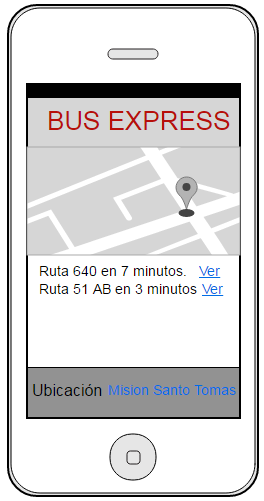 BUS EXPRESS
Ruta 640 en 7 minutos. Ver
Ruta 51 AB en 3 minutos Ver
Ubicación Mision Santo Tomas